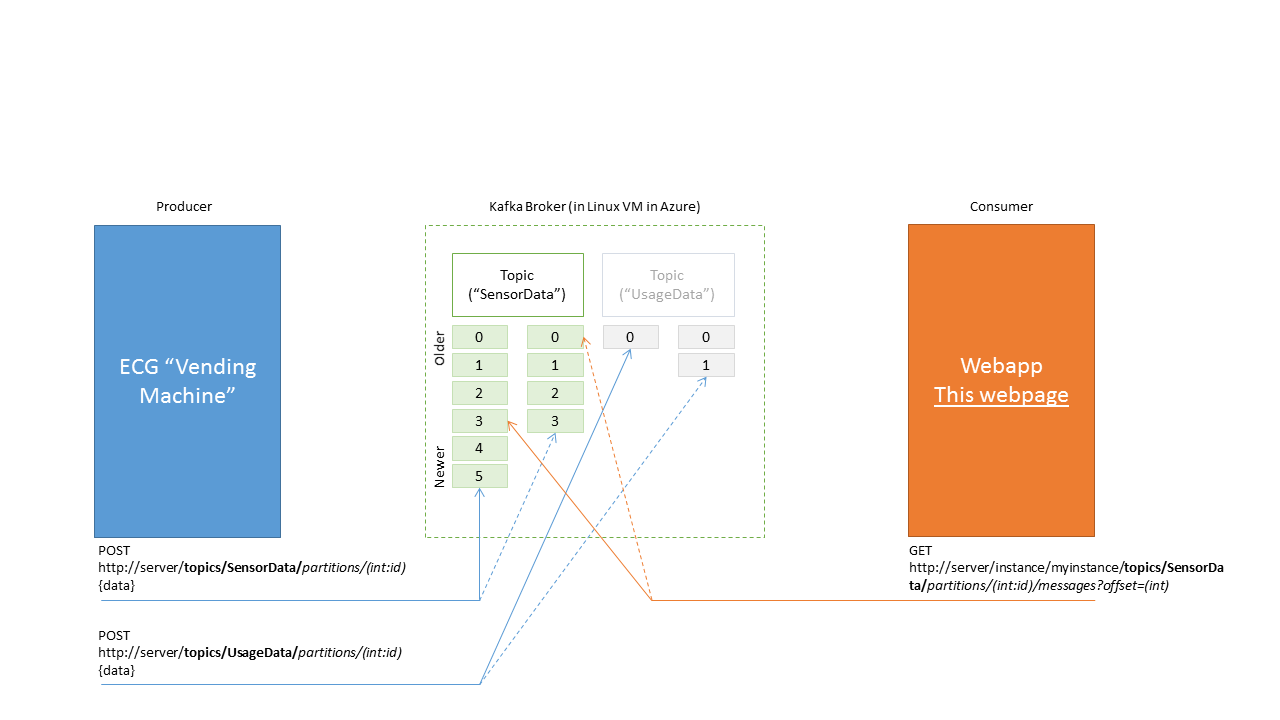 Producer
Kafka Broker (in Linux VM in Azure)
Consumer
ECG “Vending
Machine”
Topic
(“SensorData”)
Topic
(“UsageData”)
Older
Newer
0
1
2
3
4
5
0
1
2
3
0
0
1
Webapp
This webpage
POST
http://server/topics/SensorData/partitions/(int:id)
{data}
POST
http://server/topics/UsageData/partitions/(int:id)
{data}
GET
http://server/instance/myinstance/topics/SensorDa
ta/partitions/(int:id)/messages?offset=(int)